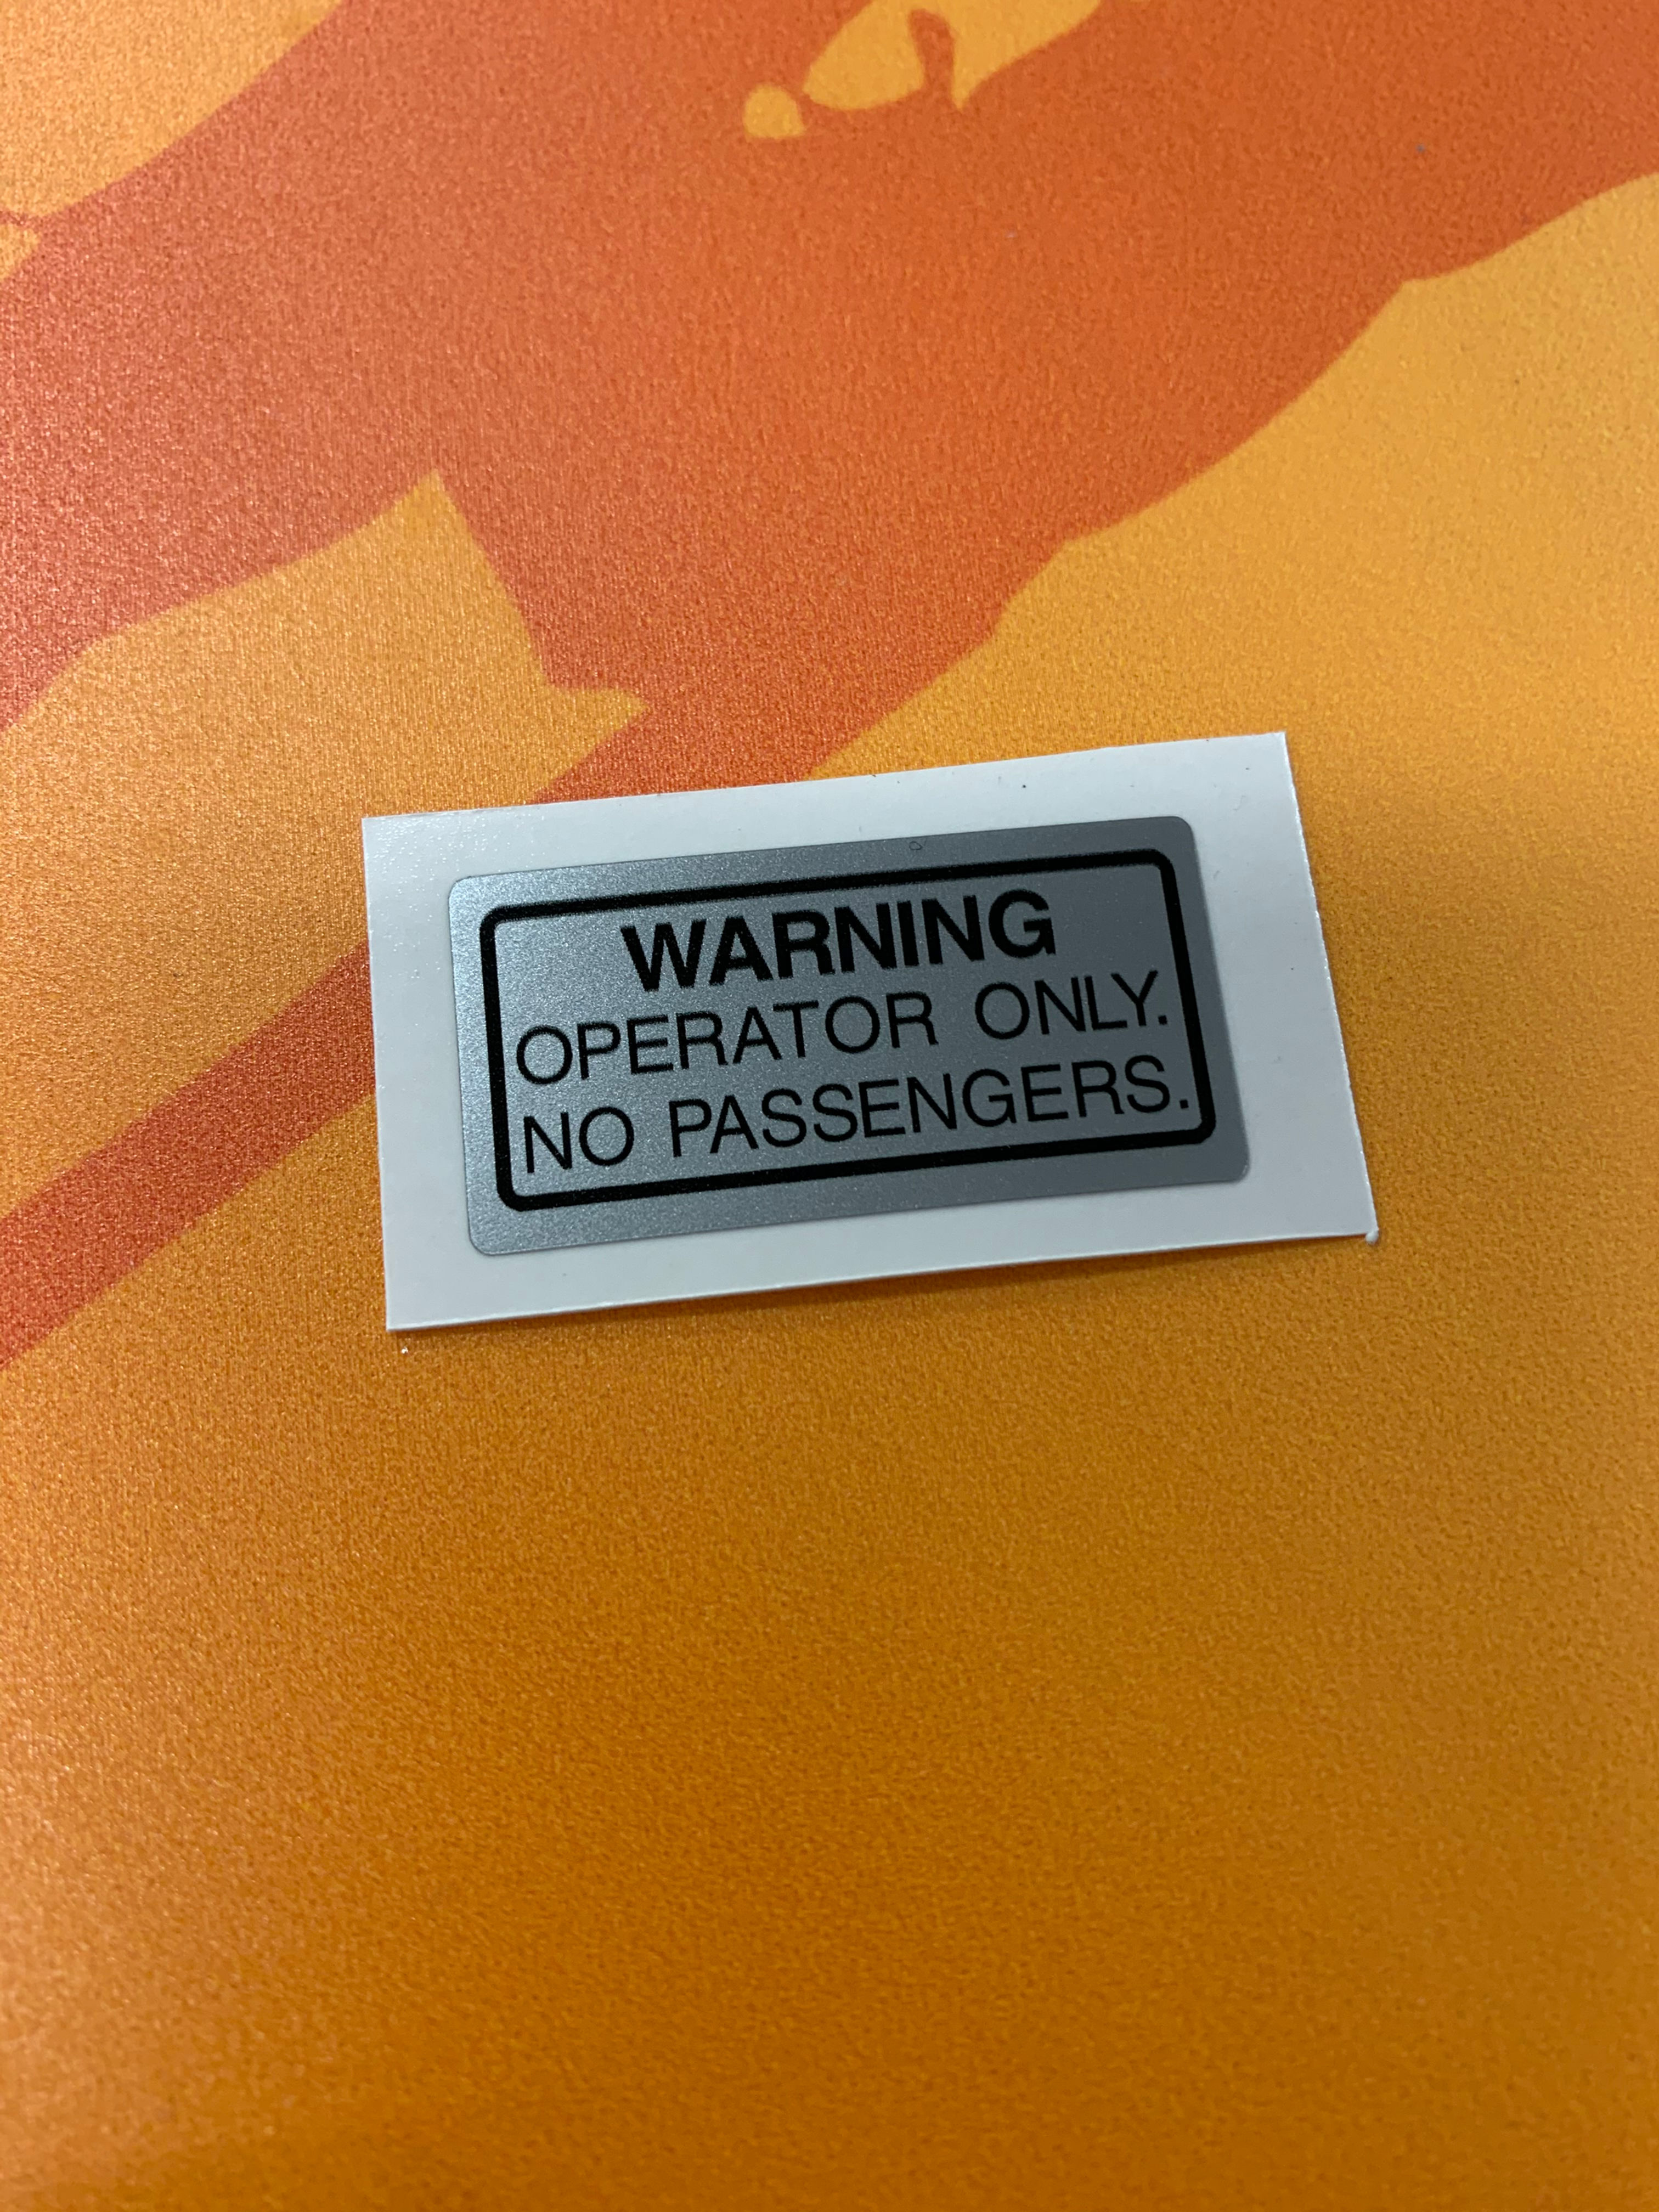 WARNING
OPERATOR ONLY.
NO PASSENGERS.